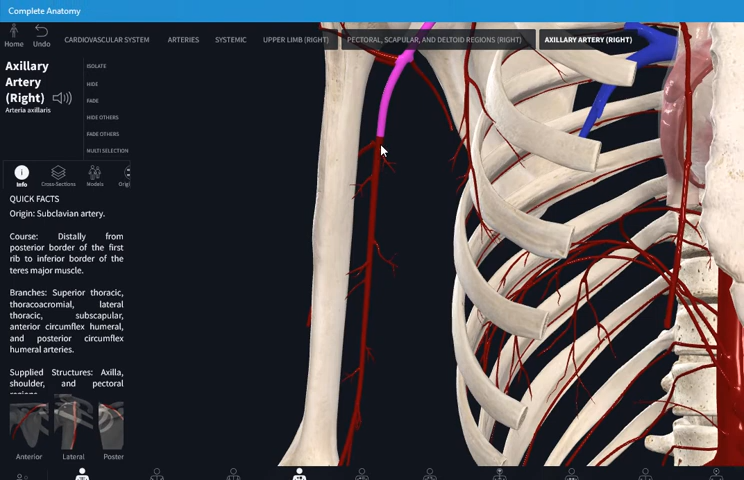 Complete Anatomy
Home
Undo
CARDIOVASCULAR SYSTEM
ARTERIES
SYSTEMIC
UPPER LIMB (RIGHT)
PECTORAL, SCAPULAR, AND DELTOID REGIONS (RIGHT)
AXILLARY ARTERY (RIGHT)
Axillary
Artery
(Right)
Arteria axillaris
ISOLATE
HIDE
FADE
HIDE OTHERS
FADE OTHERS
MULTI SELECTION
Info
Cross-Sections
Models
Origi
QUICK FACTS
Origin: Subclavian artery.
Course: Distally from
posterior border of the first
rib to inferior border of the
teres major muscle.
Branches: Superior thoracic,
thoracoacromial, lateral
thoracic, subscapular,
anterior circumflex humeral,
and posterior circumflex
humeral arteries.
Supplied Structures: Axilla,
shoulder, and pectoral
Anterior
Lateral
Poster